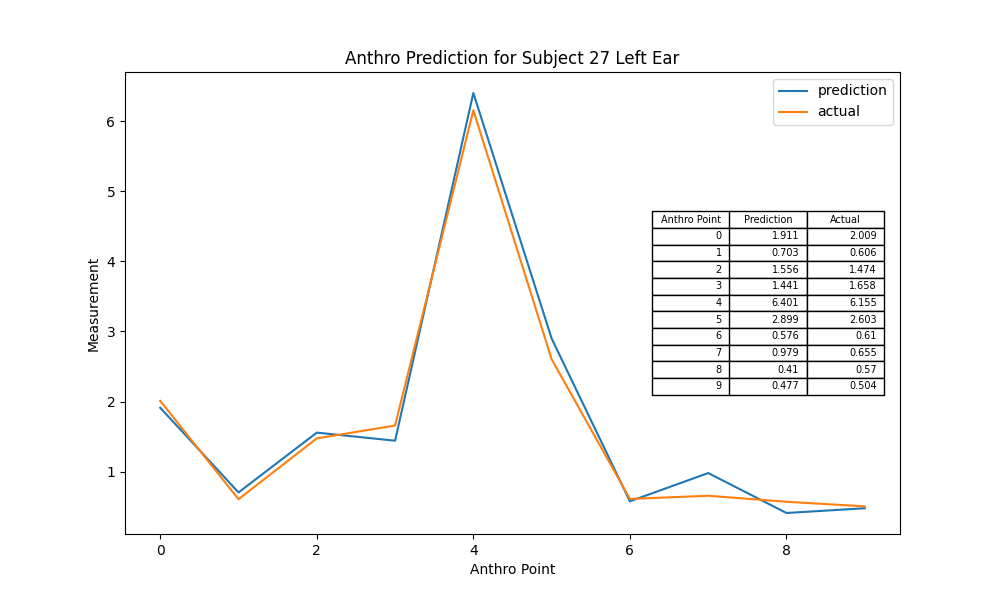 Anthro Prediction for Subject 27 Left Ear
prediction
actual
6
5
4
3
2
1
Measurement
Anthro Point Prediction Actual
0 1.911 2.009
1 0.703 0.606
2 1.556 1.474
3 1.441 1.658
4 6.401 6.155
5 2.899 2.603
6 0.576 0.61
7 0.979 0.655
8 0.41 0.57
9 0.477 0.504
0 2 4 6 8
Anthro Point